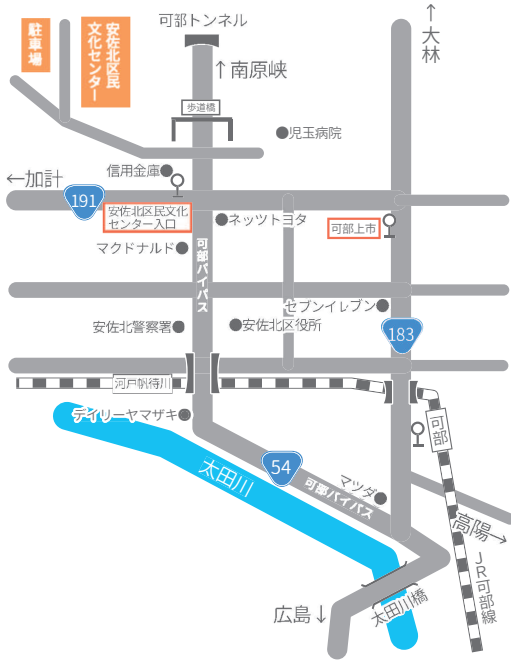 可部トンネル
↑大林
駐車場
安佐北区民
文化センター
↑南原峡
歩道橋
児玉病院
信用金庫
←加計
191
安佐北区民文化
センター入口
ネッツトヨタ
可部上市
マクドナルド
可部バイパス
セブンイレブン
安佐北警察署
安佐北区役所
183
河戸帆待川
デイリーヤマザキ
可部
太田川
54
マツダ
可部バイパス
高陽→
JR可部線
太田川橋
広島↓